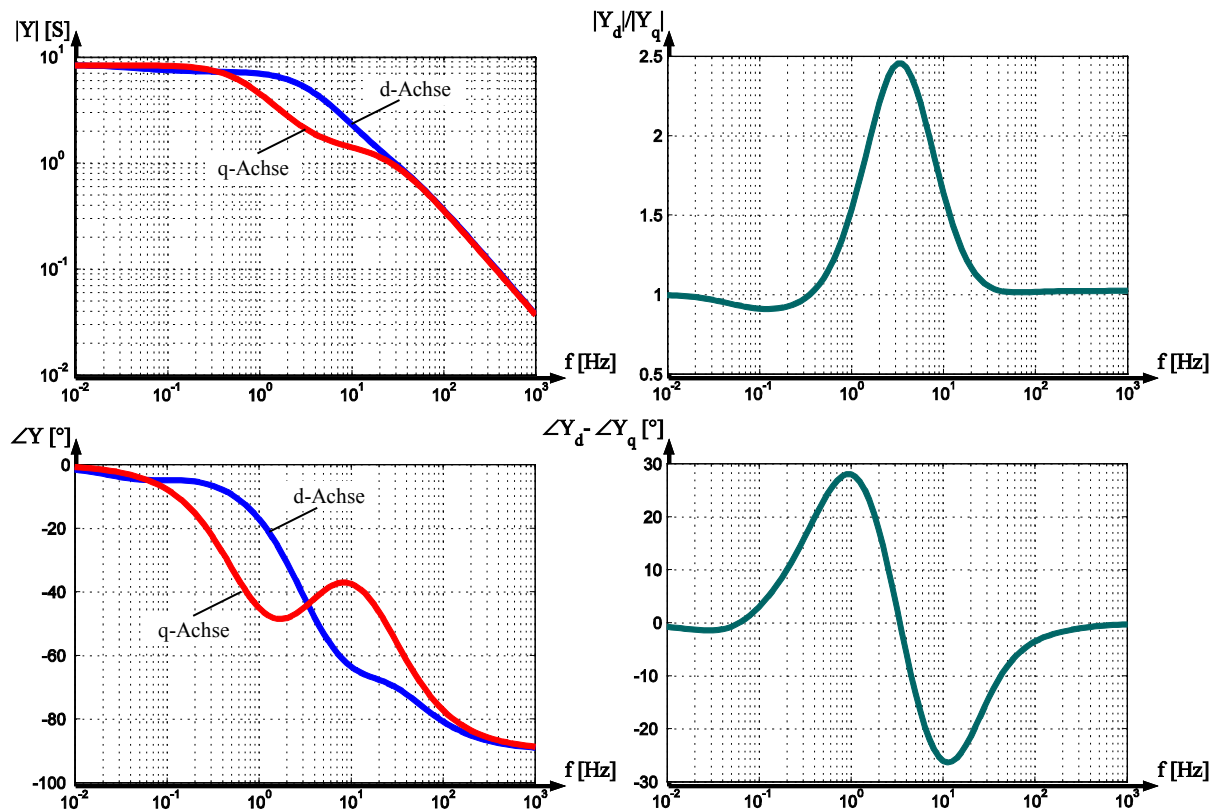 |Y| [S]
10^1
10^0
10^-1
10^-2
d-Achse
q-Achse
f [Hz]
10^-2 10^-1 10^0 10^1 10^2 10^3
|Y_d|/|Y_q|
2.5
2
1.5
1
0.5
f [Hz]
10^-2 10^-1 10^0 10^1 10^2 10^3
∠Y [°]
0
-20
-40
-60
-80
-100
d-Achse
q-Achse
f [Hz]
10^-2 10^-1 10^0 10^1 10^2 10^3
∠Y_d- ∠Y_q [°]
30
20
10
0
-10
-20
-30
f [Hz]
10^-2 10^-1 10^0 10^1 10^2 10^3